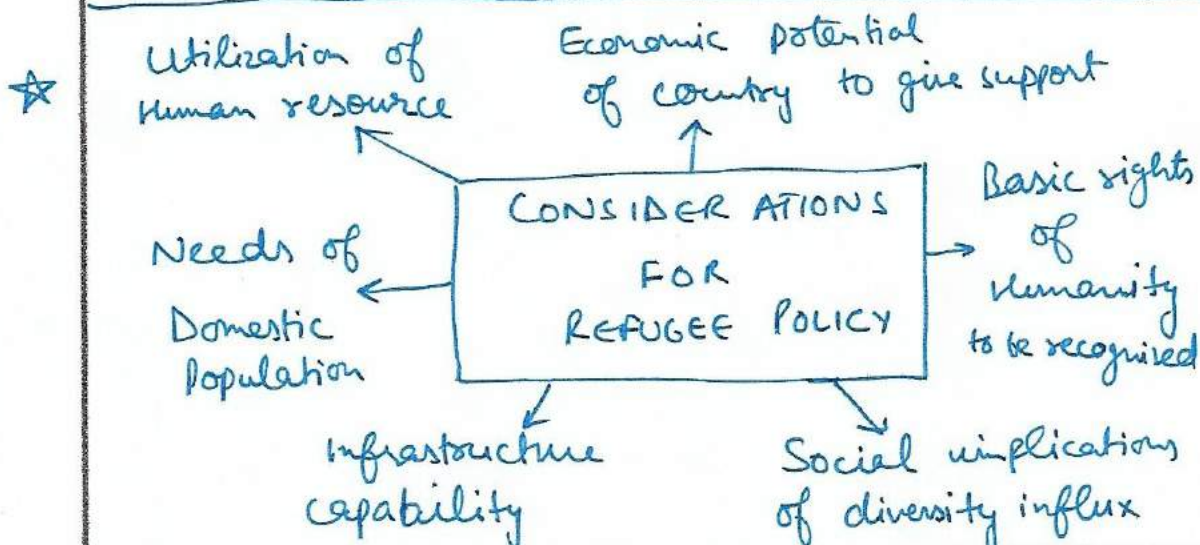 Utilization of
Human resource
Economic potential
of country to give support
CONSIDERATIONS
FOR
REFUGEE POLICY
Basic rights
of
Humanity
to be recognised
Needs of
Domestic
Population
Infrastructure
capability
Social implications
of diversity influx